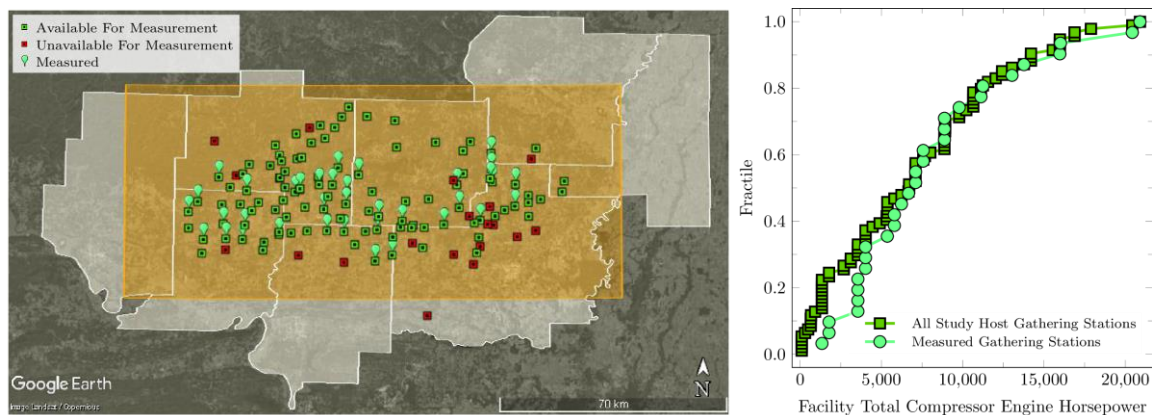 Available For Measurement
Unavailable For Measurement
Measured
Google Earth
Image Landsat / Copernicus
N
70 km
1.0
0.8
0.6
0.4
0.2
0.0
Fractile
All Study Host Gathering Stations
Measured Gathering Stations
0 5,000 10,000 15,000 20,000
Facility Total Compressor Engine Horsepower